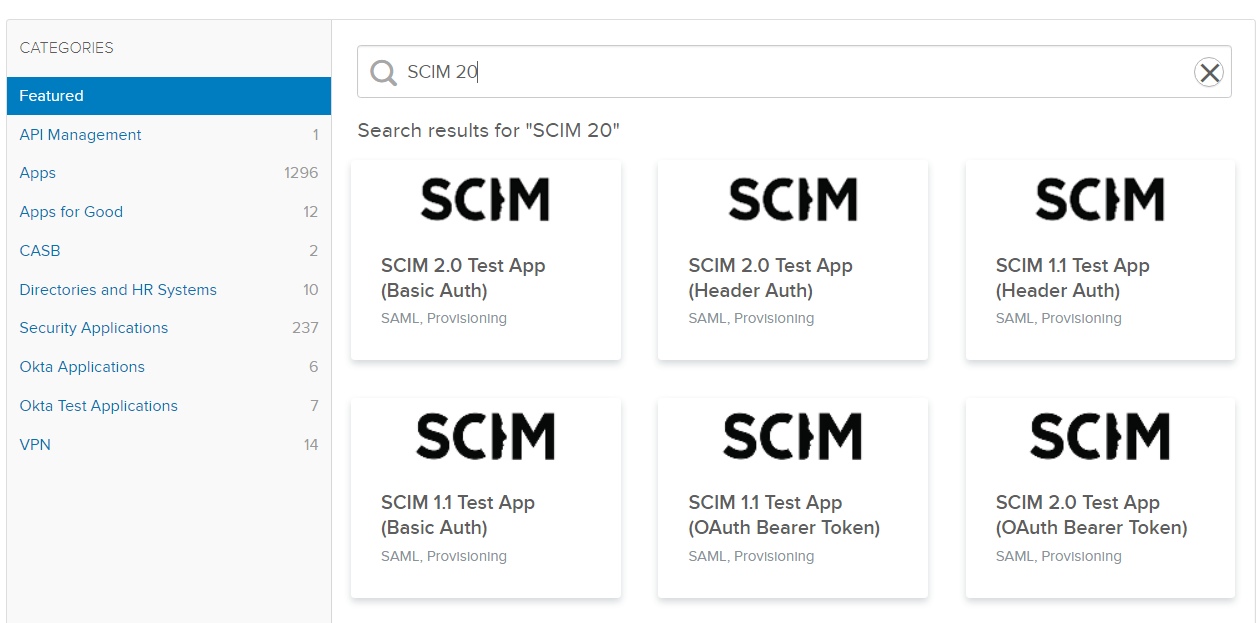 CATEGORIES
Featured
API Management 1
Apps 1296
Apps for Good 12
CASB 2
Directories and HR Systems 10
Security Applications 237
Okta Applications 6
Okta Test Applications 7
VPN 14
SCIM 20
Search results for "SCIM 20"
SCIM
SCIM 2.0 Test App
(Basic Auth)
SAML, Provisioning
SCIM
SCIM 2.0 Test App
(Header Auth)
SAML, Provisioning
SCIM
SCIM 1.1 Test App
(Header Auth)
SAML, Provisioning
SCIM
SCIM 1.1 Test App
(Basic Auth)
SAML, Provisioning
SCIM
SCIM 1.1 Test App
(OAuth Bearer Token)
SAML, Provisioning
SCIM
SCIM 2.0 Test App
(OAuth Bearer Token)
SAML, Provisioning